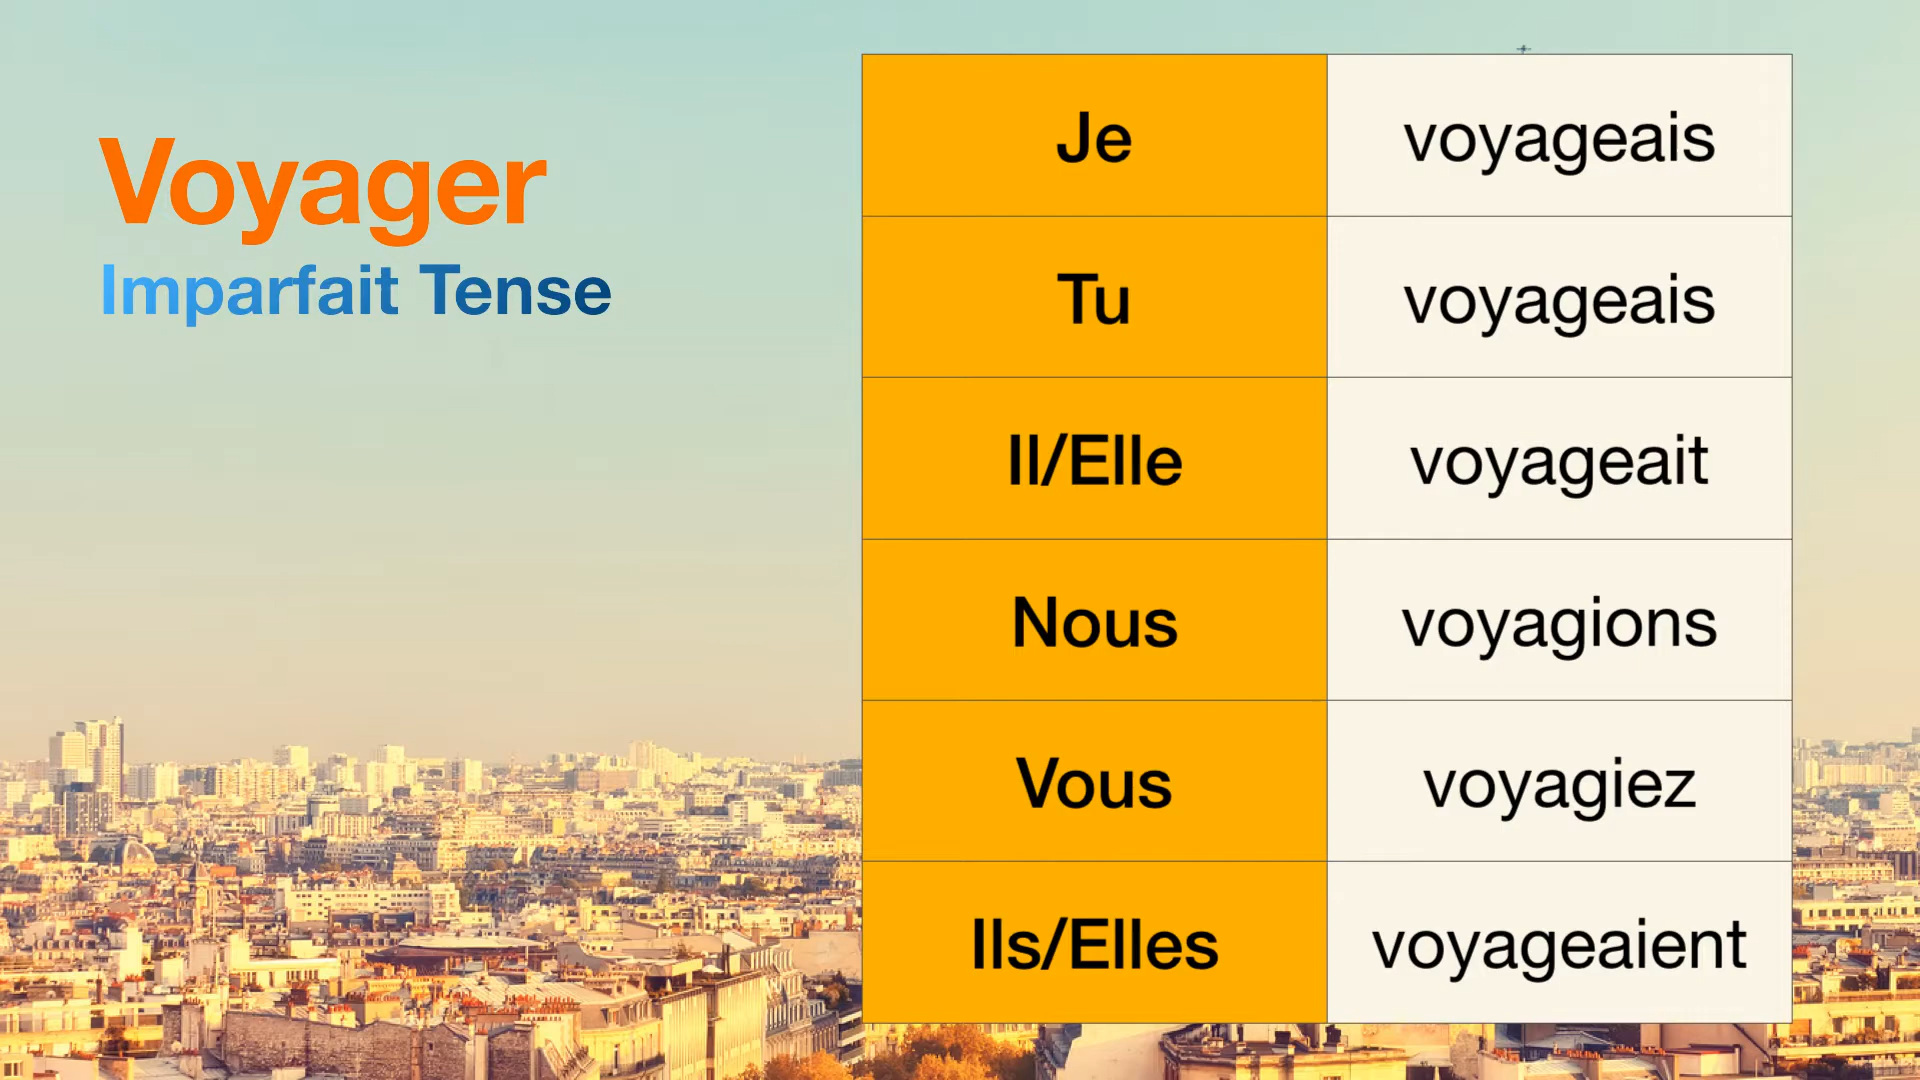 Voyager
Imparfait Tense
Je voyageais
Tu voyageais
Il/Elle voyageait
Nous voyagions
Vous voyagiez
Ils/Elles voyageaient